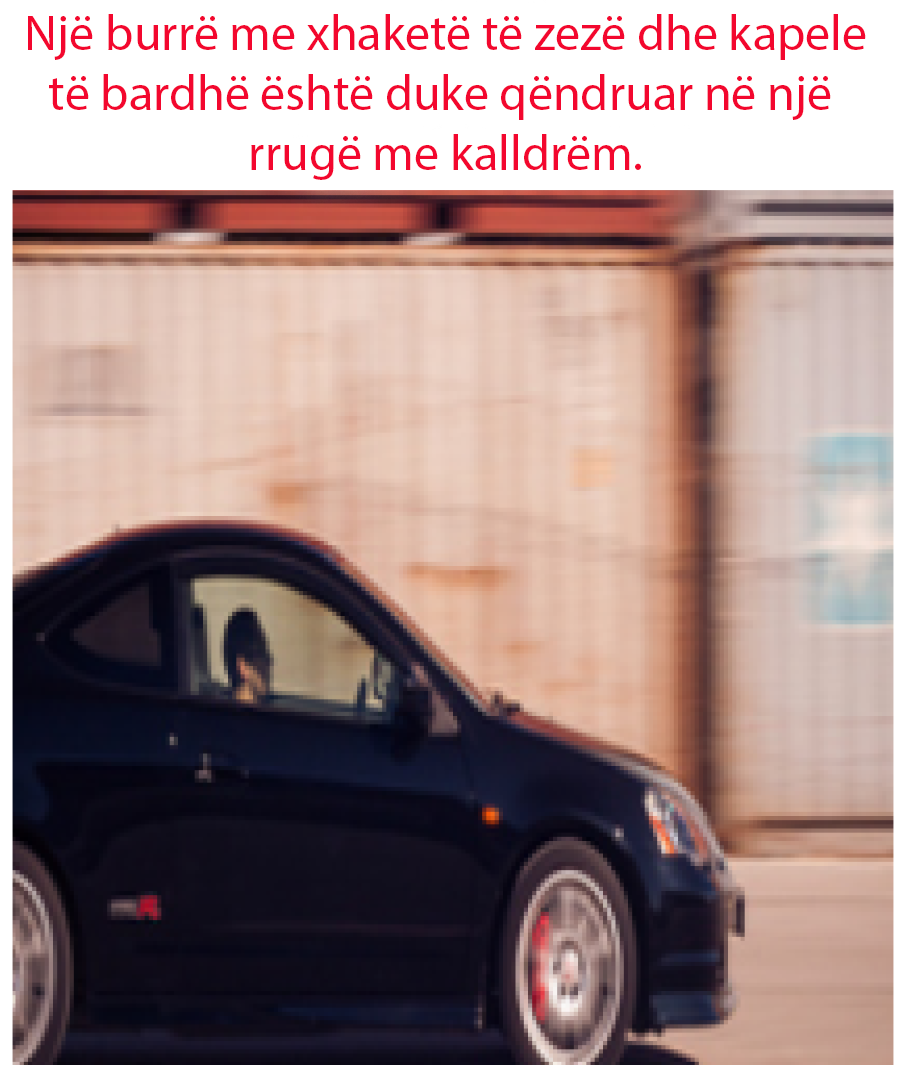 Një burrë me xhaketë të zezë dhe kapele
të bardhë është duke qëndruar në një
rrugë me kalldrëm.